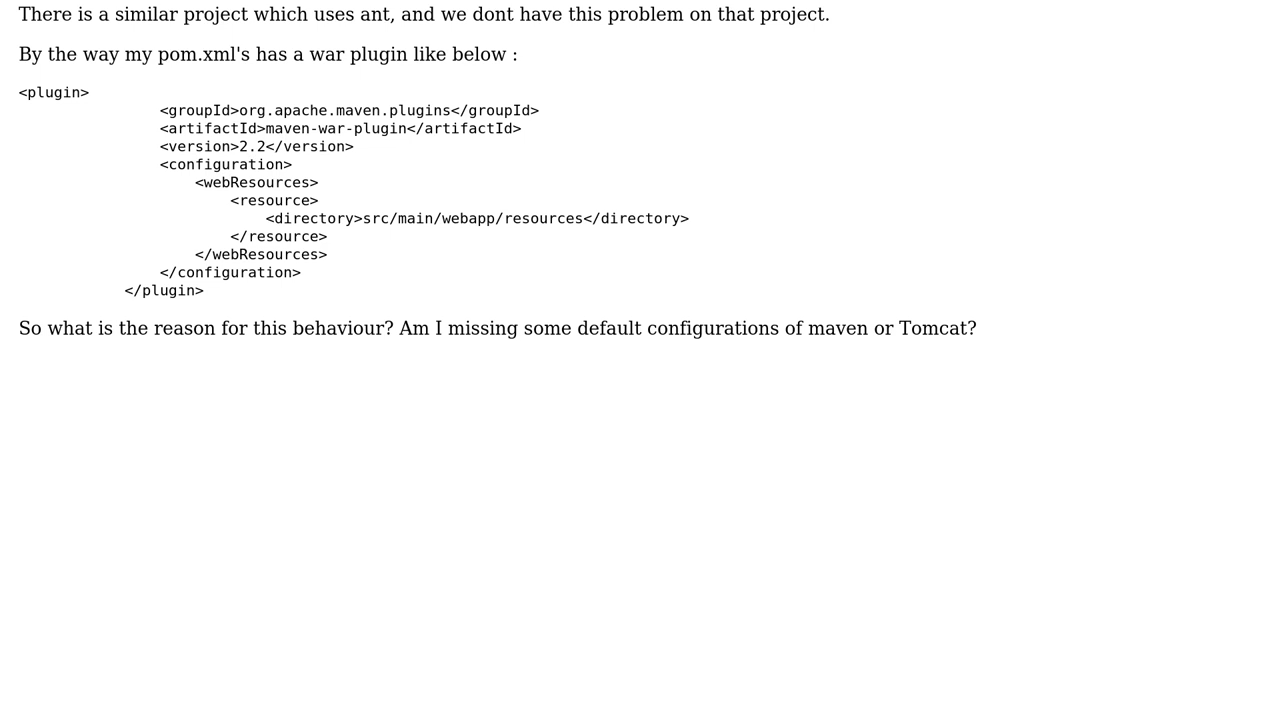 There is a similar project which uses ant, and we dont have this problem on that project.
By the way my pom.xml's has a war plugin like below :
<plugin>
                <groupId>org.apache.maven.plugins</groupId>
                <artifactId>maven-war-plugin</artifactId>
                <version>2.2</version>
                <configuration>
                    <webResources>
                        <resource>
                            <directory>src/main/webapp/resources</directory>
                        </resource>
                    </webResources>
                </configuration>
            </plugin>
So what is the reason for this behaviour? Am I missing some default configurations of maven or Tomcat?